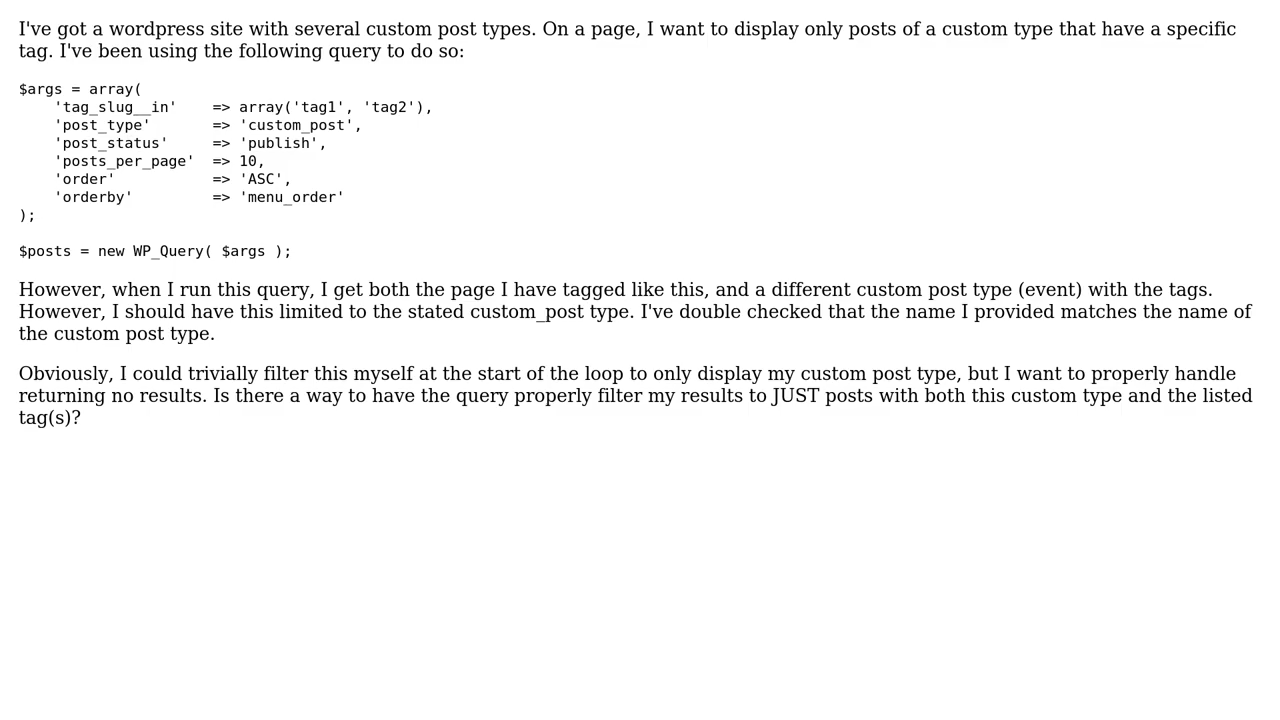 I've got a wordpress site with several custom post types. On a page, I want to display only posts of a custom type that have a specific
tag. I've been using the following query to do so:
$args = array(
    'tag_slug__in'    => array('tag1', 'tag2'),
    'post_type'       => 'custom_post',
    'post_status'     => 'publish',
    'posts_per_page'  => 10,
    'order'           => 'ASC',
    'orderby'         => 'menu_order'
);
$posts = new WP_Query( $args );
However, when I run this query, I get both the page I have tagged like this, and a different custom post type (event) with the tags.
However, I should have this limited to the stated custom_post type. I've double checked that the name I provided matches the name of
the custom post type.
Obviously, I could trivially filter this myself at the start of the loop to only display my custom post type, but I want to properly handle
returning no results. Is there a way to have the query properly filter my results to JUST posts with both this custom type and the listed
tag(s)?